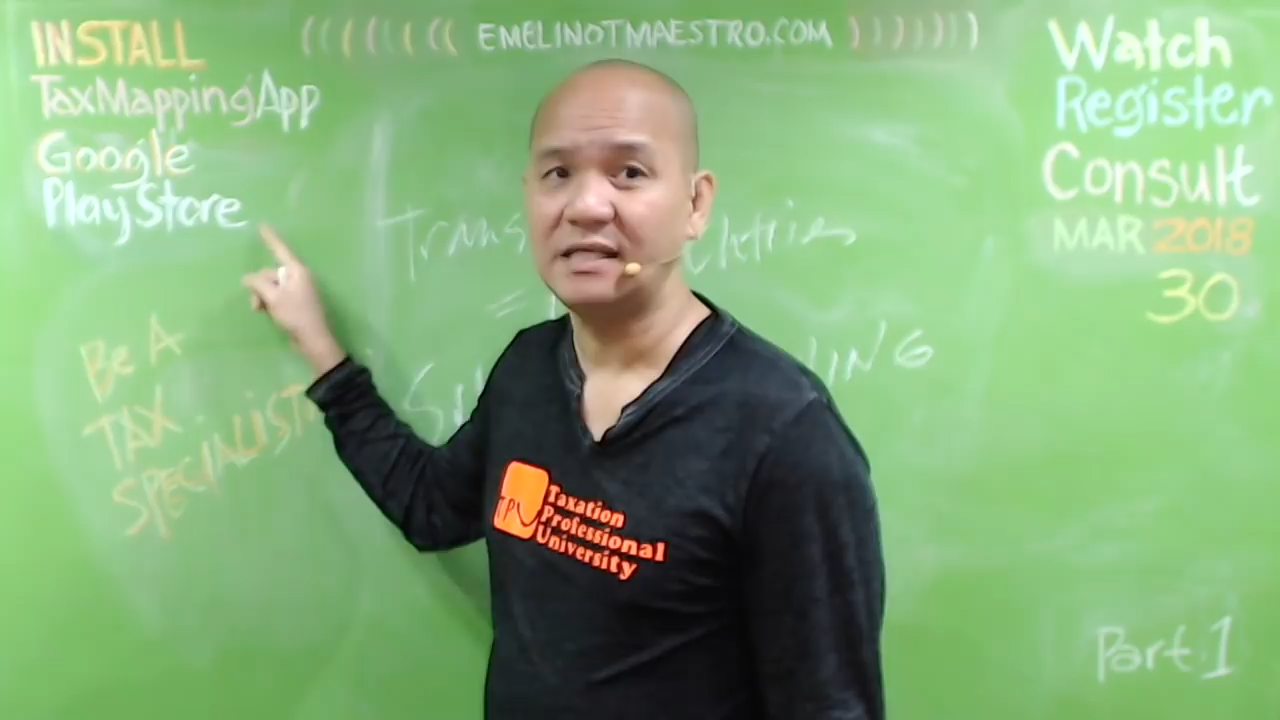 INSTALL
TaxMappingApp
Google
PlayStore
((((((( EMELINOTMAESTRO.COM )))))))
Watch
Register
Consult
MAR 2018
30
Be A
TAX
SPECIALIST
TPU
Taxation
Professional
University
Part 1